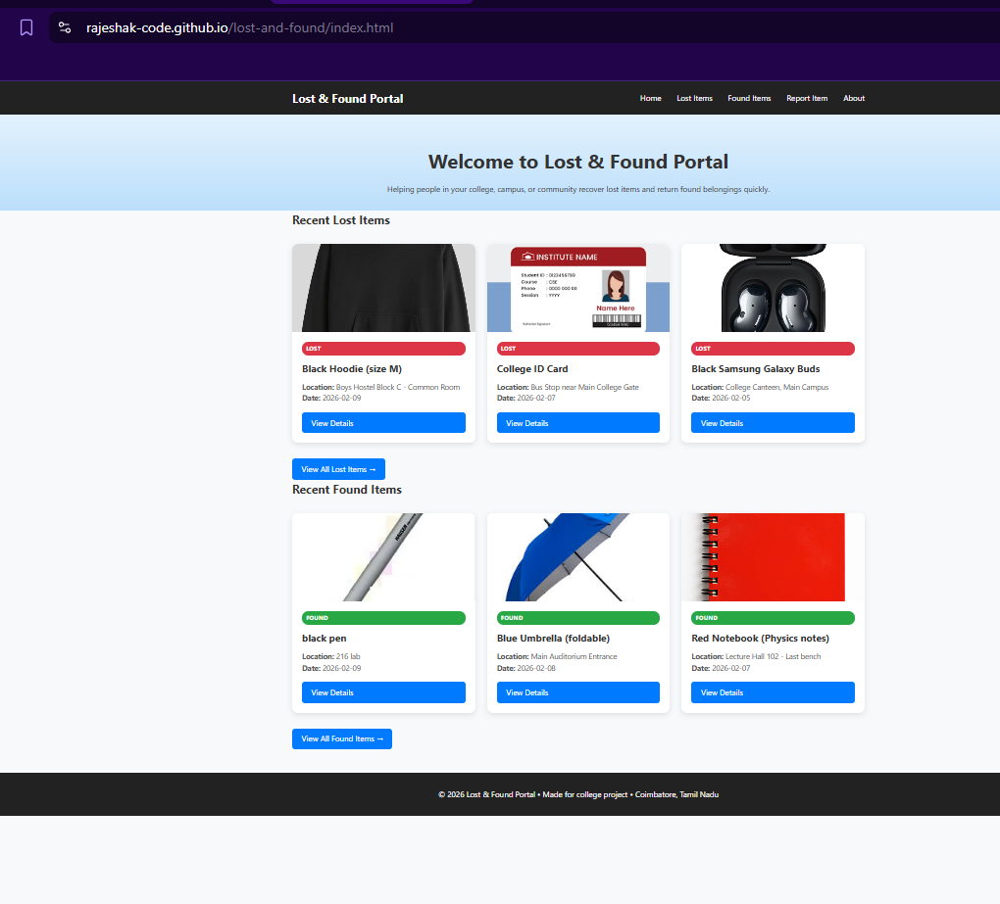 rajeshak-code.github.io/lost-and-found/index.html
Lost & Found Portal
Home Lost Items Found Items Report Item About
Welcome to Lost & Found Portal
Helping people in your college, campus, or community recover lost items and return found belongings quickly.
Recent Lost Items
INSTITUTE NAME
Student ID : 0123456789
Course : CSE
Phone : 0000 000 00
Session : YYYY
Name Here
LOST LOST LOST
Black Hoodie (size M) College ID Card Black Samsung Galaxy Buds
Location: Boys Hostel Block C - Common Room Location: Bus Stop near Main College Gate Location: College Canteen, Main Campus
Date: 2026-02-09 Date: 2026-02-07 Date: 2026-02-05
View Details View Details View Details
View All Lost Items →
Recent Found Items
FOUND FOUND FOUND
black pen Blue Umbrella (foldable) Red Notebook (Physics notes)
Location: 216 lab Location: Main Auditorium Entrance Location: Lecture Hall 102 - Last bench
Date: 2026-02-09 Date: 2026-02-08 Date: 2026-02-07
View Details View Details View Details
View All Found Items →
© 2026 Lost & Found Portal • Made for college project • Coimbatore, Tamil Nadu